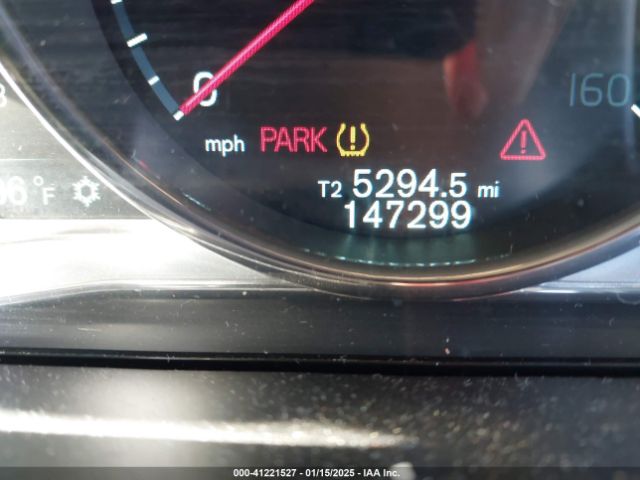 0
160
mph PARK
T2 5294.5 mi
°F
147299
000-41221527 - 01/15/2025 - IAA Inc.